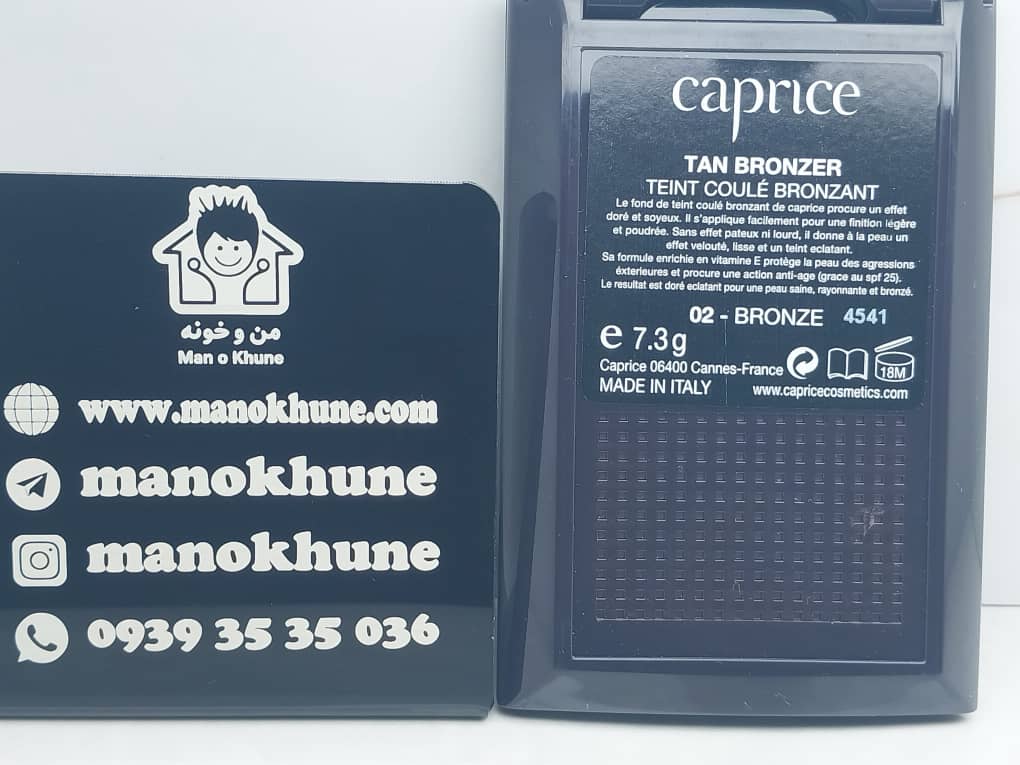 من و خونه
Man o Khune
www.manokhune.com
manokhune
manokhune
0939 35 35 036
caprice
TAN BRONZER
TEINT COULÉ BRONZANT
Le fond de teint coulé bronzant de caprice procure un effet
doré et soyeux. Il s'applique facilement pour une finition légère
et poudrée. Sans effet pateux ni lourd, il donne à la peau un
effet velouté, lisse et un teint eclatant.
Sa formule enrichie en vitamine E protège la peau des agressions
éxterieures et procure une action anti-age (grace au spf 25).
Le resultat est doré eclatant pour une peau saine, rayonnante et bronzé.
02 - BRONZE 4541
e 7.3g
Caprice 06400 Cannes-France
MADE IN ITALY
18M
www.capricecosmetics.com